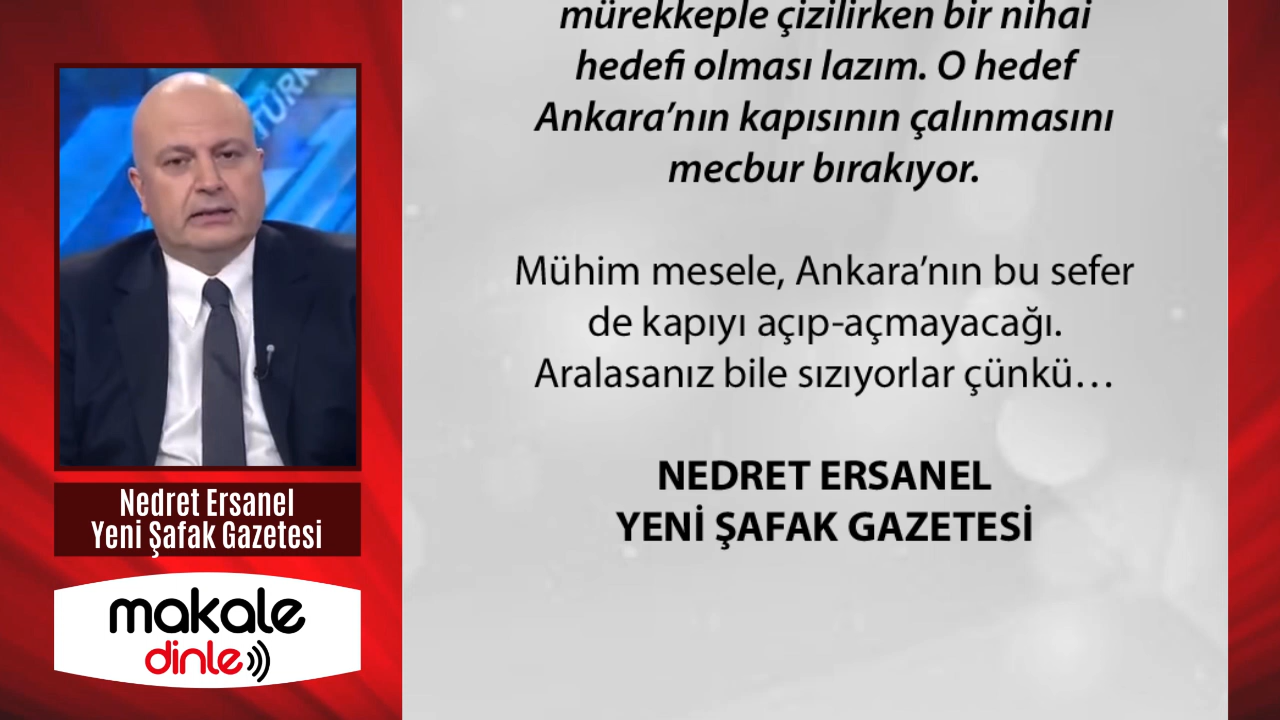 TÜRK
Nedret Ersanel
Yeni Şafak Gazetesi
makale
dinle
mürekkeple çizilirken bir nihai
hedefi olması lazım. O hedef
Ankara’nın kapısının çalınmasını
mecbur bırakıyor.
Mühim mesele, Ankara’nın bu sefer
de kapıyı açıp-açmayacağı.
Aralasanız bile sızıyorlar çünkü…
NEDRET ERSANEL
YENİ ŞAFAK GAZETESİ